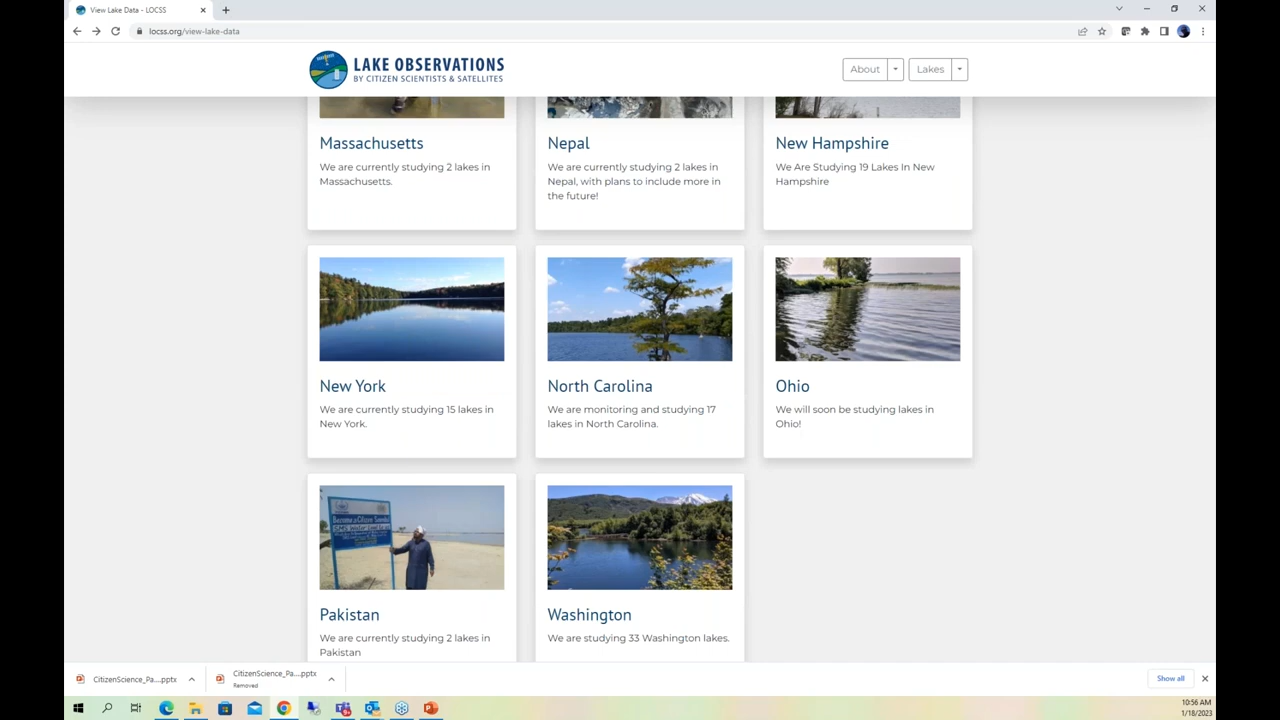 View Lake Data - LOCSS
locss.org/view-lake-data
LAKE OBSERVATIONS
BY CITIZEN SCIENTISTS & SATELLITES
About
Lakes
Massachusetts
We are currently studying 2 lakes in
Massachusetts.
Nepal
We are currently studying 2 lakes in
Nepal, with plans to include more in
the future!
New Hampshire
We Are Studying 19 Lakes In New
Hampshire
New York
We are currently studying 15 lakes in
New York.
North Carolina
We are monitoring and studying 17
lakes in North Carolina.
Ohio
We will soon be studying lakes in
Ohio!
Become a Citizen Scientist
Pakistan
We are currently studying 2 lakes in
Pakistan
Washington
We are studying 33 Washington lakes.
CitizenScience_Pa....pptx
CitizenScience_Pa....pptx
Removed
Show all
10:56 AM
1/18/2023